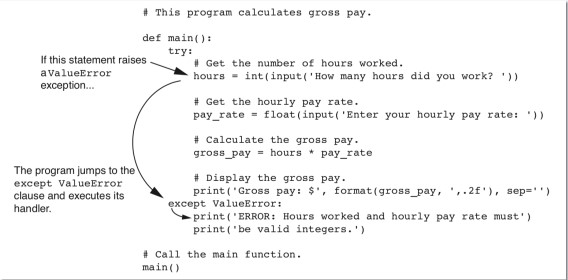 # This program calculates gross pay.
def main():
try:
If this statement raises
a ValueError
exception...
# Get the number of hours worked.
hours = int(input('How many hours did you work? '))
# Get the hourly pay rate.
pay_rate = float(input('Enter your hourly pay rate: '))
# Calculate the gross pay.
gross_pay = hours * pay_rate
# Display the gross pay.
print('Gross pay: $', format(gross_pay, ',.2f'), sep='')
The program jumps to the
except ValueError
clause and executes its
handler.
except ValueError:
print('ERROR: Hours worked and hourly pay rate must')
print('be valid integers.')
# Call the main function.
main()